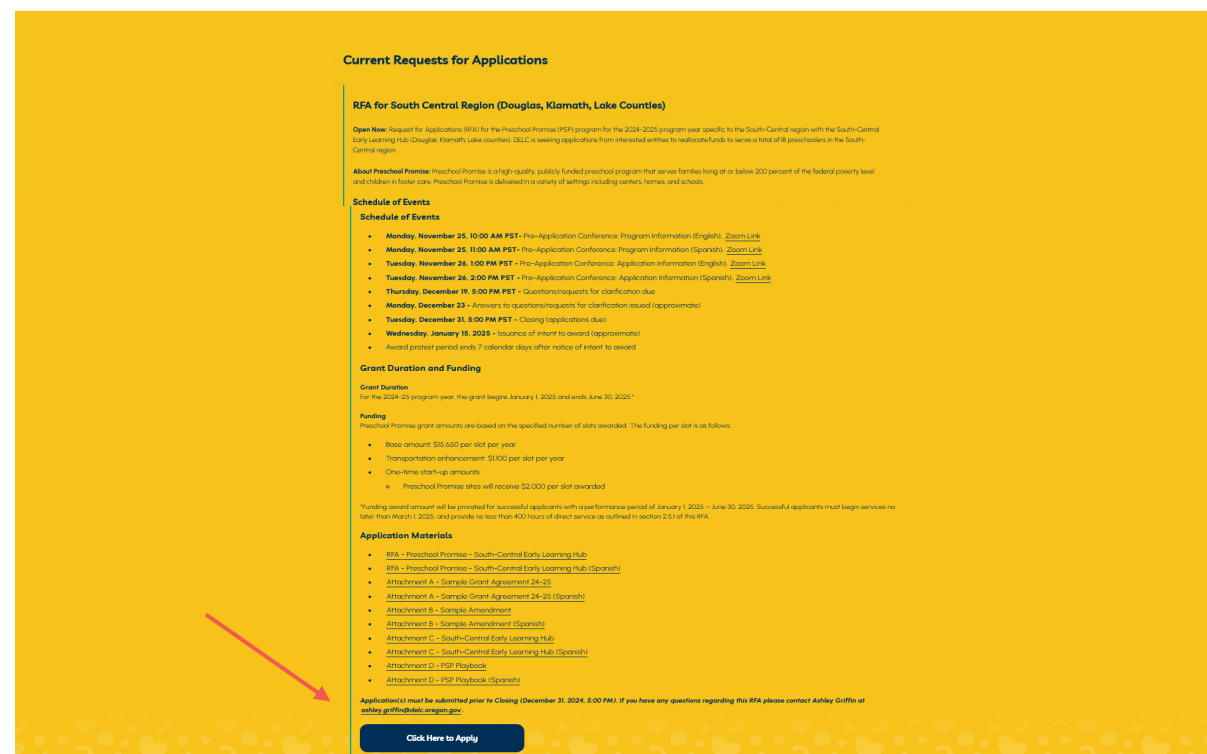 Current Requests for Applications
RFA for South Central Region (Douglas, Klamath, Lake Counties)
Open Now: Request for Applications (RFA) for the Preschool Promise (PSP) program for the 2024-2025 program year specific to the South-Central region with the South-Central
Early Learning Hub (Douglas; Klamath; Lake counties). DELC is seeking applications from interested entities to reallocate funds to serve a total of 18 preschoolers in the South-
Central region.
About Preschool Promise: Preschool Promise is a high-quality, publicly funded preschool program that serves families living at or below 200 percent of the federal poverty level
and children in foster care. Preschool Promise is delivered in a variety of settings including centers, homes, and schools.
Schedule of Events
Schedule of Events
• Monday, November 25, 10:00 AM PST- Pre-Application Conference: Program Information (English), Zoom Link
• Monday, November 25, 11:00 AM PST- Pre-Application Conference: Program Information (Spanish), Zoom Link
• Tuesday, November 26, 1:00 PM PST - Pre-Application Conference: Application Information (English), Zoom Link
• Tuesday, November 26, 2:00 PM PST - Pre-Application Conference: Application Information (Spanish), Zoom Link
• Thursday, December 19, 5:00 PM PST - Questions/requests for clarification due
• Monday, December 23 - Answers to questions/requests for clarification issued (approximate)
• Tuesday, December 31, 5:00 PM PST - Closing (applications due)
• Wednesday, January 15, 2025 - Issuance of intent to award (approximate)
• Award protest period ends 7 calendar days after notice of intent to award
Grant Duration and Funding
Grant Duration
For the 2024-25 program year, the grant begins January 1, 2025 and ends June 30, 2025.*
Funding
Preschool Promise grant amounts are based on the specified number of slots awarded. The funding per slot is as follows:
• Base amount: $15,650 per slot per year
• Transportation enhancement: $1,100 per slot per year
• One-time start-up amounts:
o Preschool Promise sites will receive $2,000 per slot awarded
*Funding award amount will be prorated for successful applicants with a performance period of January 1, 2025 – June 30, 2025. Successful applicants must begin services no
later than March 1, 2025, and provide no less than 400 hours of direct service as outlined in section 2.5.1 of this RFA.
Application Materials
• RFA - Preschool Promise - South-Central Early Learning Hub
• RFA - Preschool Promise - South-Central Early Learning Hub (Spanish)
• Attachment A - Sample Grant Agreement 24-25
• Attachment A - Sample Grant Agreement 24-25 (Spanish)
• Attachment B - Sample Amendment
• Attachment B - Sample Amendment (Spanish)
• Attachment C - South-Central Early Learning Hub
• Attachment C - South-Central Early Learning Hub (Spanish)
• Attachment D - PSP Playbook
• Attachment D - PSP Playbook (Spanish)
Application(s) must be submitted prior to Closing (December 31, 2024, 5:00 PM). If you have any questions regarding this RFA please contact Ashley Griffin at
ashley.griffin@delc.oregon.gov .
Click Here to Apply